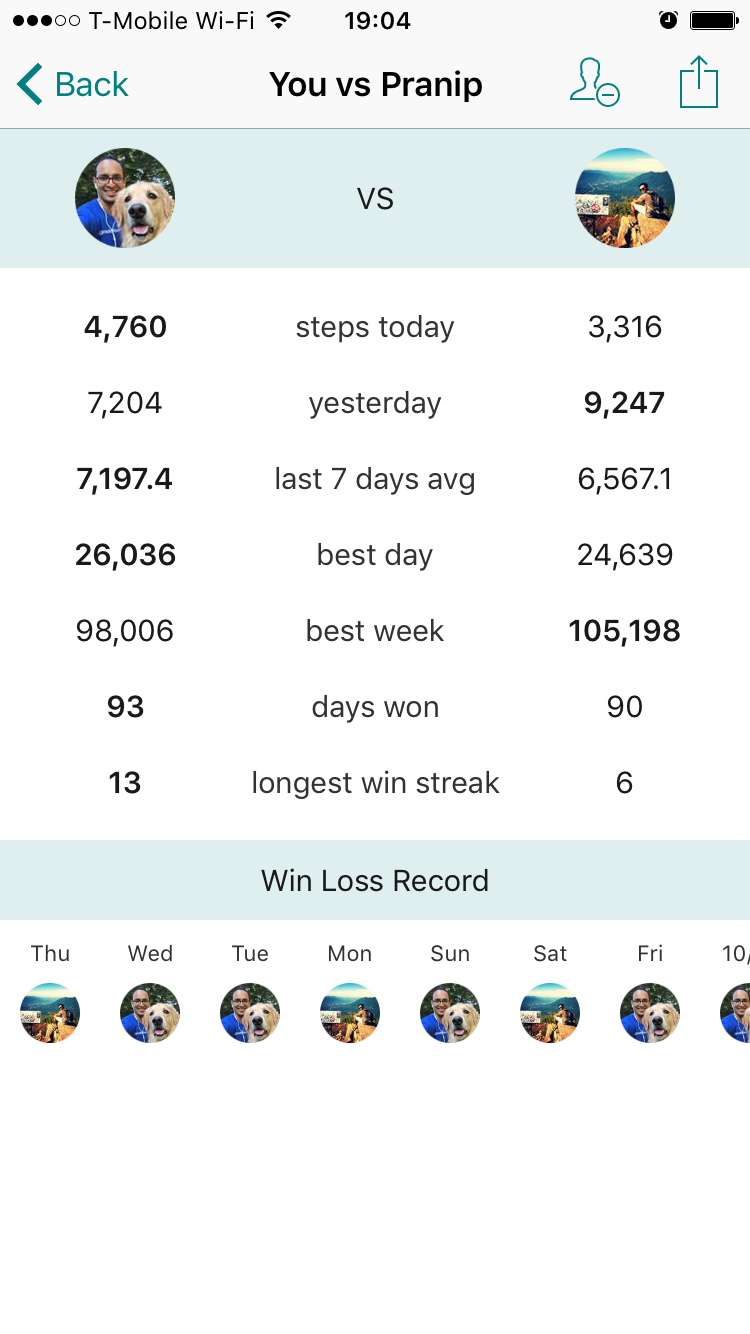 T-Mobile Wi-Fi 19:04
Back You vs Pranip
VS
4,760 steps today 3,316
7,204 yesterday 9,247
7,197.4 last 7 days avg 6,567.1
26,036 best day 24,639
98,006 best week 105,198
93 days won 90
13 longest win streak 6
Win Loss Record
Thu Wed Tue Mon Sun Sat Fri 10/